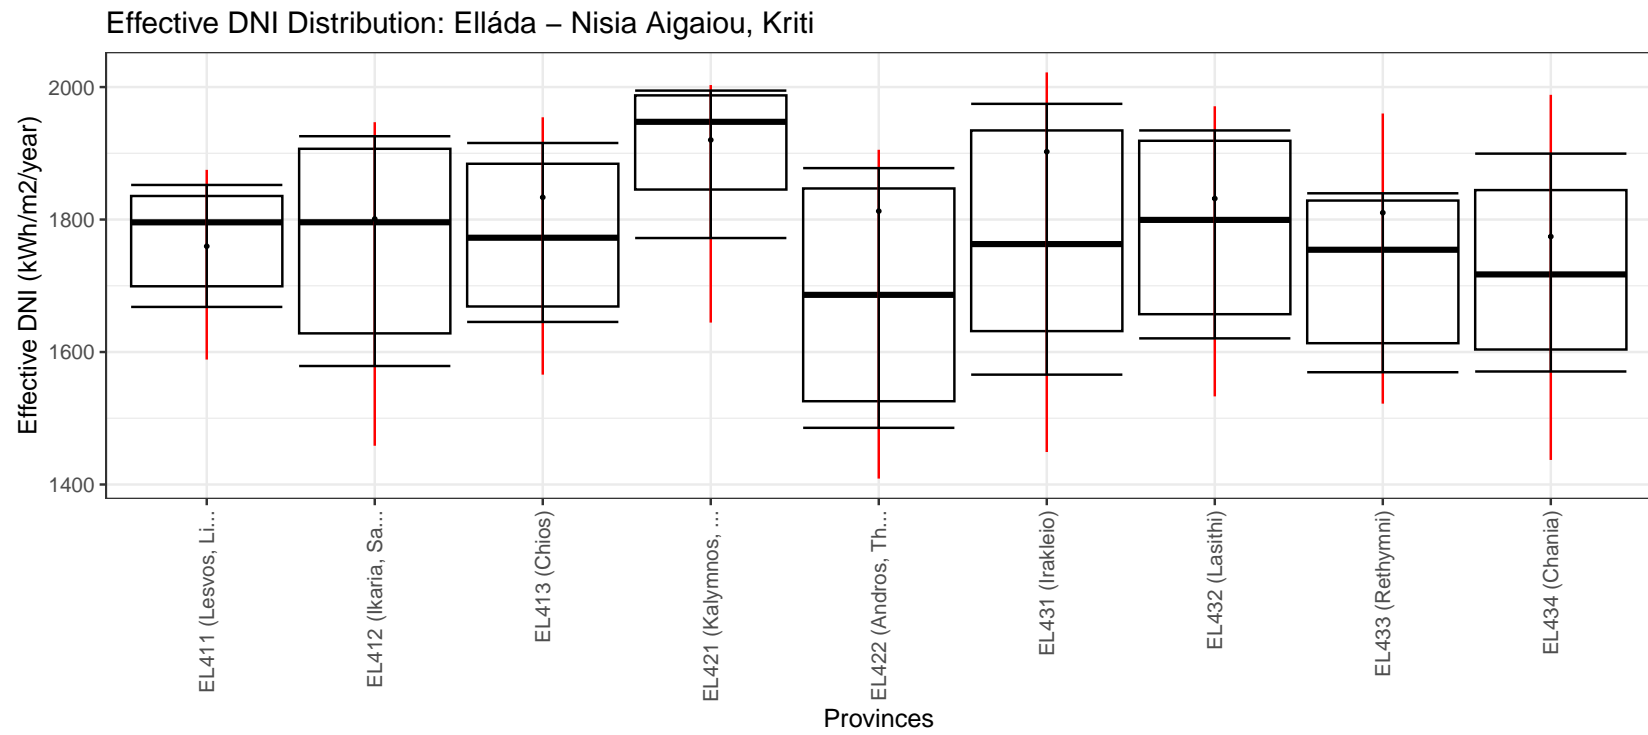 Effective DNI Distribution: Elláda – Nisia Aigaiou, Kriti
Effective DNI (kWh/m2/year)
2000
1800
1600
1400
EL411 (Lesvos, Li...
EL412 (Ikaria, Sa...
EL413 (Chios)
EL421 (Kalymnos, ...
EL422 (Andros, Th...
EL431 (Irakleio)
EL432 (Lasithi)
EL433 (Rethymni)
EL434 (Chania)
Provinces